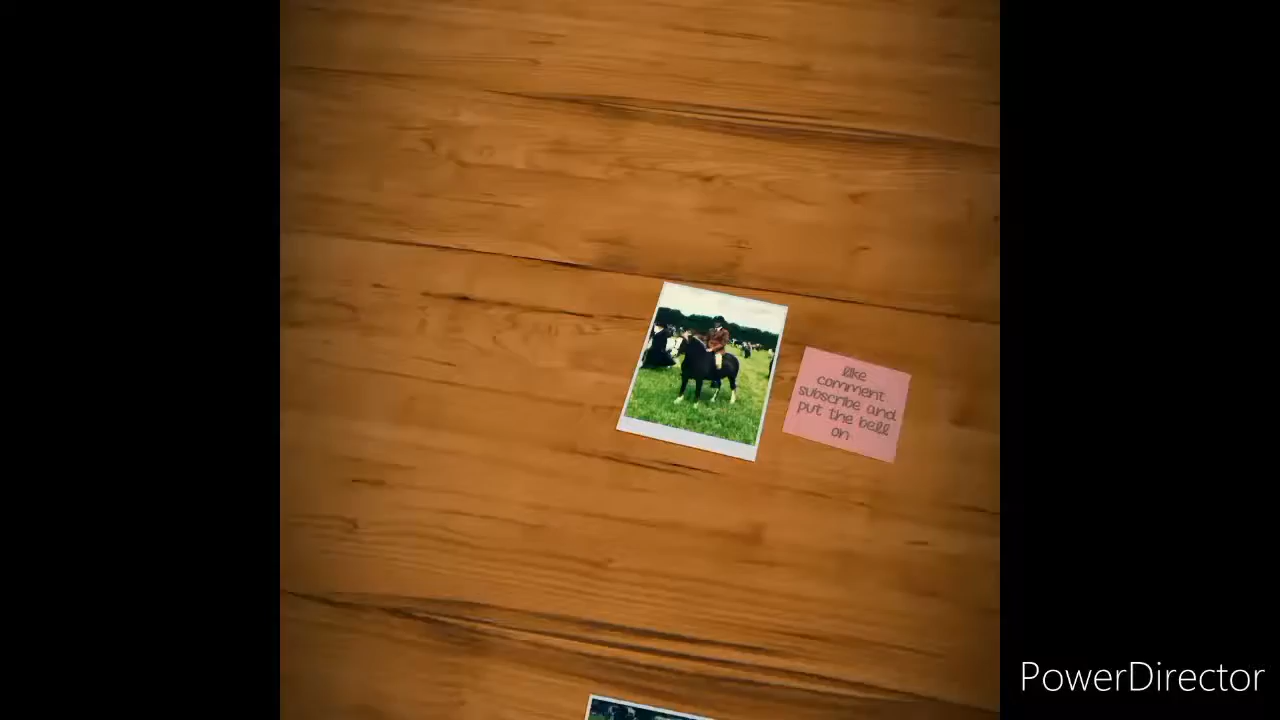 like
comment
subscribe and
put the bell
on
PowerDirector